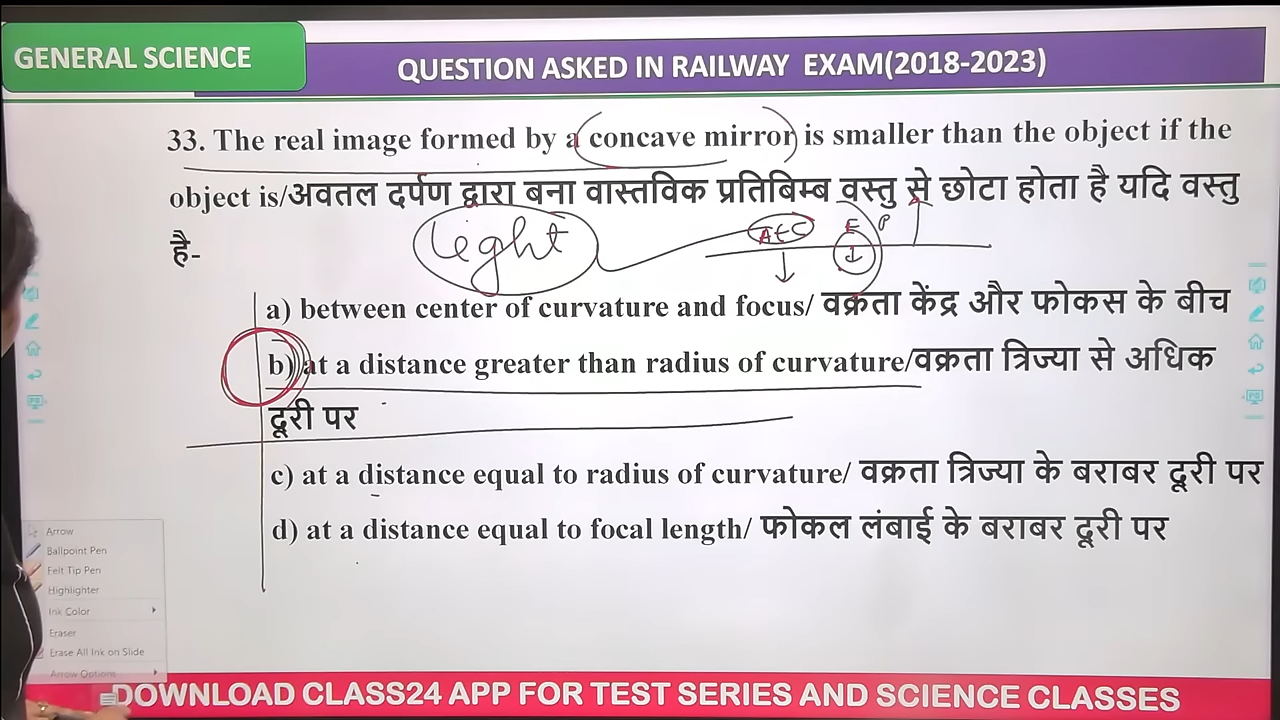 GENERAL SCIENCE
QUESTION ASKED IN RAILWAY EXAM(2018-2023)
33. The real image formed by a concave mirror is smaller than the object if the
object is/अवतल दर्पण द्वारा बना वास्तविक प्रतिबिम्ब वस्तु से छोटा होता है यदि वस्तु
है-
Light
a) between center of curvature and focus/ वक्रता केंद्र और फोकस के बीच
b) at a distance greater than radius of curvature/वक्रता त्रिज्या से अधिक
दूरी पर
c) at a distance equal to radius of curvature/ वक्रता त्रिज्या के बराबर दूरी पर
d) at a distance equal to focal length/ फोकल लंबाई के बराबर दूरी पर
Arrow
Ballpoint Pen
Felt Tip Pen
Highlighter
Ink Color
Eraser
Erase All Ink on Slide
Arrow Options
DOWNLOAD CLASS24 APP FOR TEST SERIES AND SCIENCE CLASSES